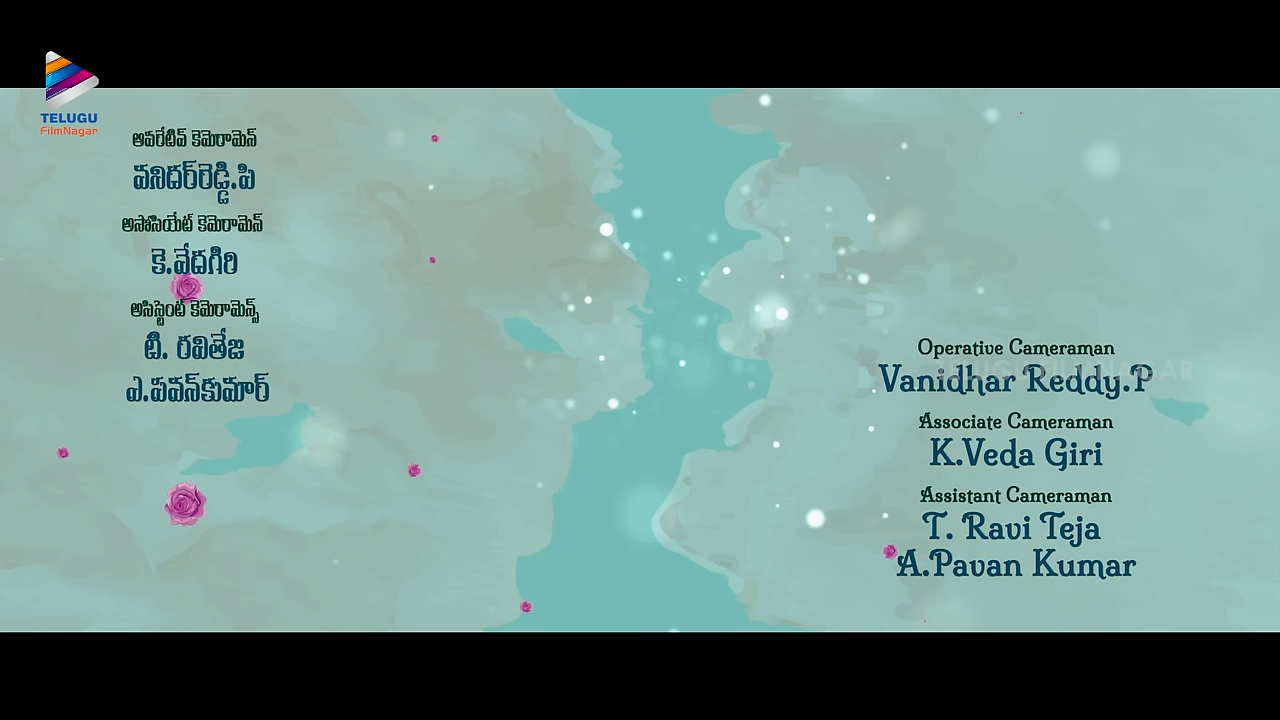 TELUGU
FilmNagar
ఆపరేటివ్ కెమెరామెన్
వనిదర్‌రెడ్డి.పి
అసోసియేట్ కెమెరామెన్
కె.వేదగిరి
అసిస్టెంట్ కెమెరామెన్స్
టి. రవితేజ
ఎ.పవన్‌కుమార్
Operative Cameraman
Vanidhar Reddy.P
Associate Cameraman
K.Veda Giri
Assistant Cameraman
T. Ravi Teja
A.Pavan Kumar